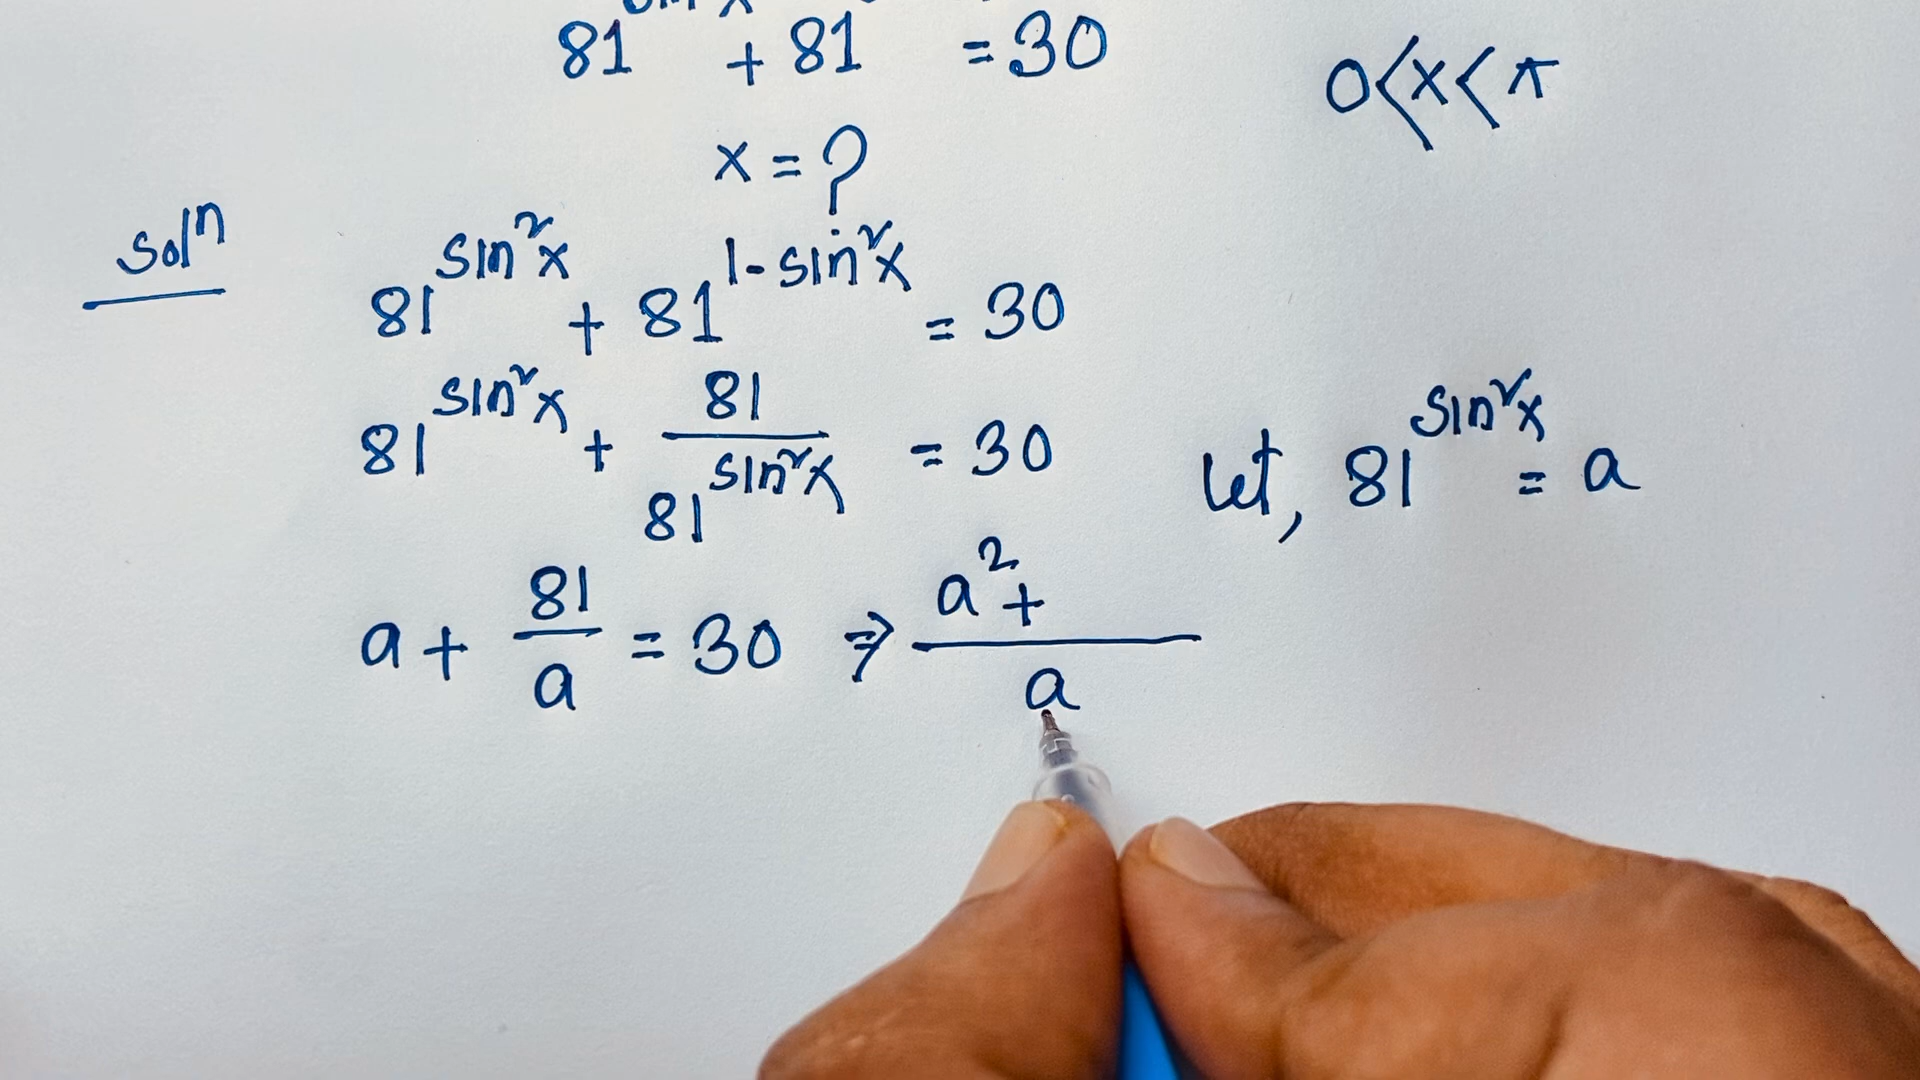 81 + 81 = 30
0<x<π
x = ?
Solⁿ
81^sin²x + 81^1-sin²x = 30
81^sin²x + 81/81^sin²x = 30
Let, 81^sin²x = a
a + 81/a = 30 ⇒ a²+ /a